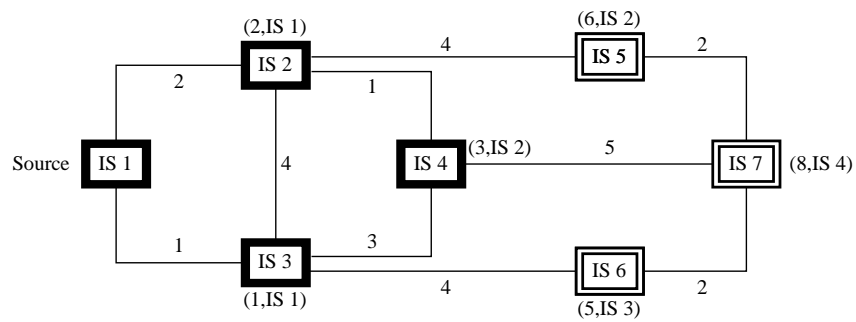 (2,IS 1)
IS 2
4
(6,IS 2)
IS 5
2
2
1
Source
IS 1
4
IS 4
(3,IS 2)
5
IS 7
(8,IS 4)
1
3
IS 3
(1,IS 1)
4
IS 6
(5,IS 3)
2